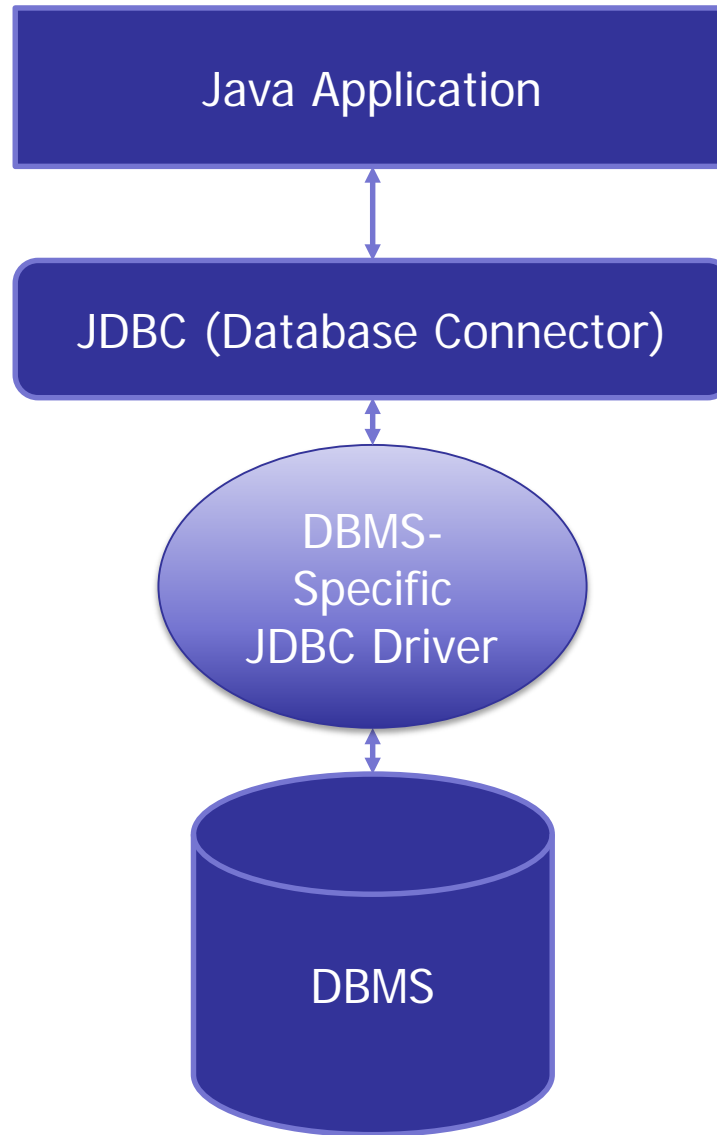 Java Application
JDBC (Database Connector)
DBMS-
Specific
JDBC Driver
DBMS